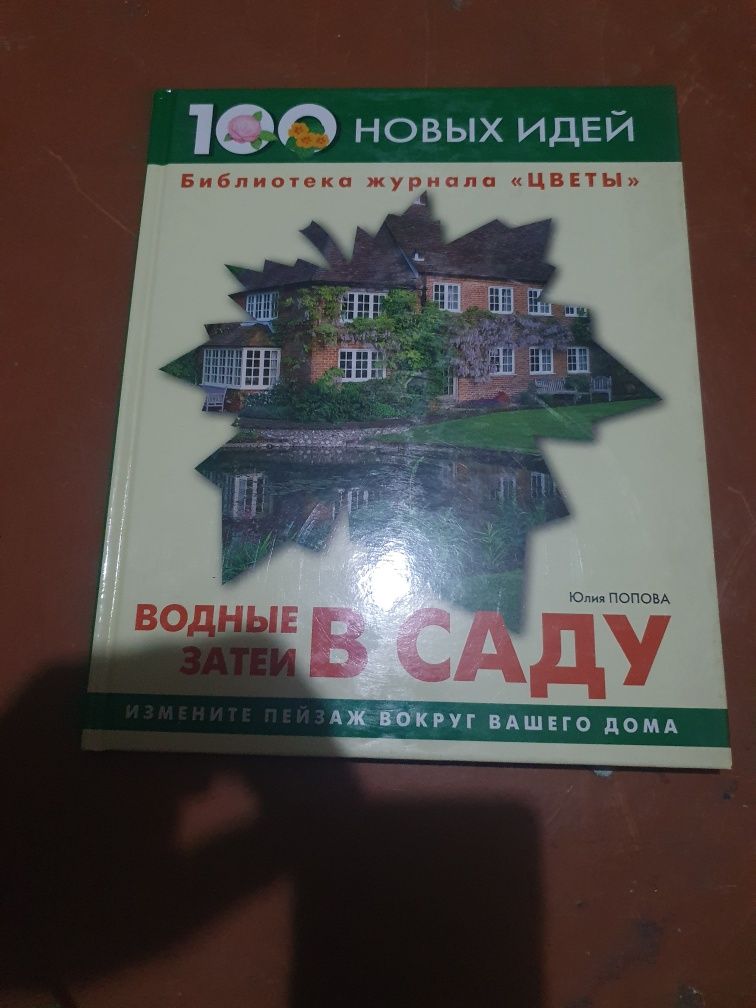 100 НОВЫХ ИДЕЙ
Библиотека журнала «ЦВЕТЫ»
Юлия ПОПОВА
ВОДНЫЕ
ЗАТЕИ В САДУ
ИЗМЕНИТЕ ПЕЙЗАЖ ВОКРУГ ВАШЕГО ДОМА